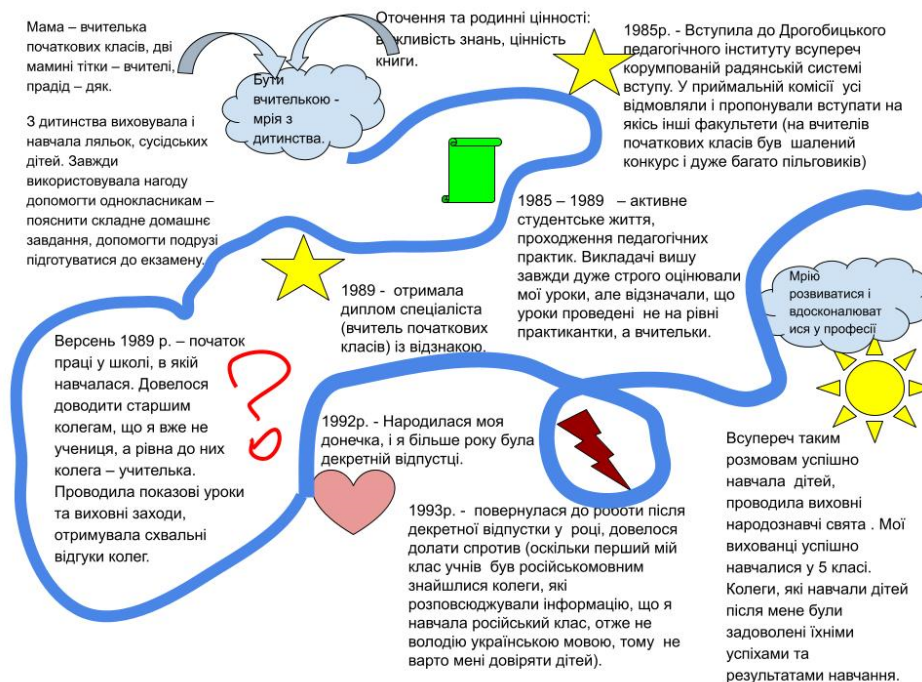 Мама – вчителька
початкових класів, дві
мамині тітки – вчителі,
прадід – дяк.
З дитинства виховувала і
навчала ляльок, сусідських
дітей. Завжди
використовувала нагоду
допомогти однокласникам –
пояснити складне домашнє
завдання, допомогти подрузі
підготуватися до екзамену.
Бути
вчителькою -
мрія з
дитинства.
Оточення та родинні цінності:
важливість знань, цінність
книги.
1985р. - Вступила до Дрогобицького
педагогічного інституту всупереч
корумпованій радянській системі
вступу. У приймальній комісії усі
відмовляли і пропонували вступати на
якісь інші факультети (на вчителів
початкових класів був шалений
конкурс і дуже багато пільговиків)
1985 – 1989 – активне
студентське життя,
проходження педагогічних
практик. Викладачі вишу
завжди дуже строго оцінювали
мої уроки, але відзначали, що
уроки проведені не на рівні
практикантки, а вчительки.
1989 - отримала
диплом спеціаліста
(вчитель початкових
класів) із відзнакою.
Версень 1989 р. – початок
праці у школі, в якій
навчалася. Довелося
доводити старшим
колегам, що я вже не
учениця, а рівна до них
колега – учителька.
Проводила показові уроки
та виховні заходи,
отримувала схвальні
відгуки колег.
1992р. - Народилася моя
донечка, і я більше року була
декретній відпустці.
1993р. - повернулася до роботи після
декретної відпустки у році, довелося
долати спротив (оскільки перший мій
клас учнів був російськомовним
знайшлися колеги, які
розповсюджували інформацію, що я
навчала російський клас, отже не
володію українською мовою, тому не
варто мені довіряти дітей).
Мрію
розвиватися і
вдосконалюват
ися у професії
Всупереч таким
розмовам успішно
навчала дітей,
проводила виховні
народознавчі свята . Мої
вихованці успішно
навчалися у 5 класі.
Колеги, які навчали дітей
після мене були
задоволені їхніми
успіхами та
результатами навчання.